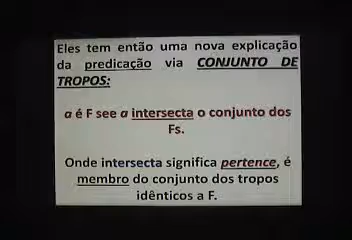 Eles tem então uma nova explicação
da predicação via CONJUNTO DE
TROPOS:
a é F see a intersecta o conjunto dos
Fs.
Onde intersecta significa pertence, é
membro do conjunto dos tropos
idênticos a F.